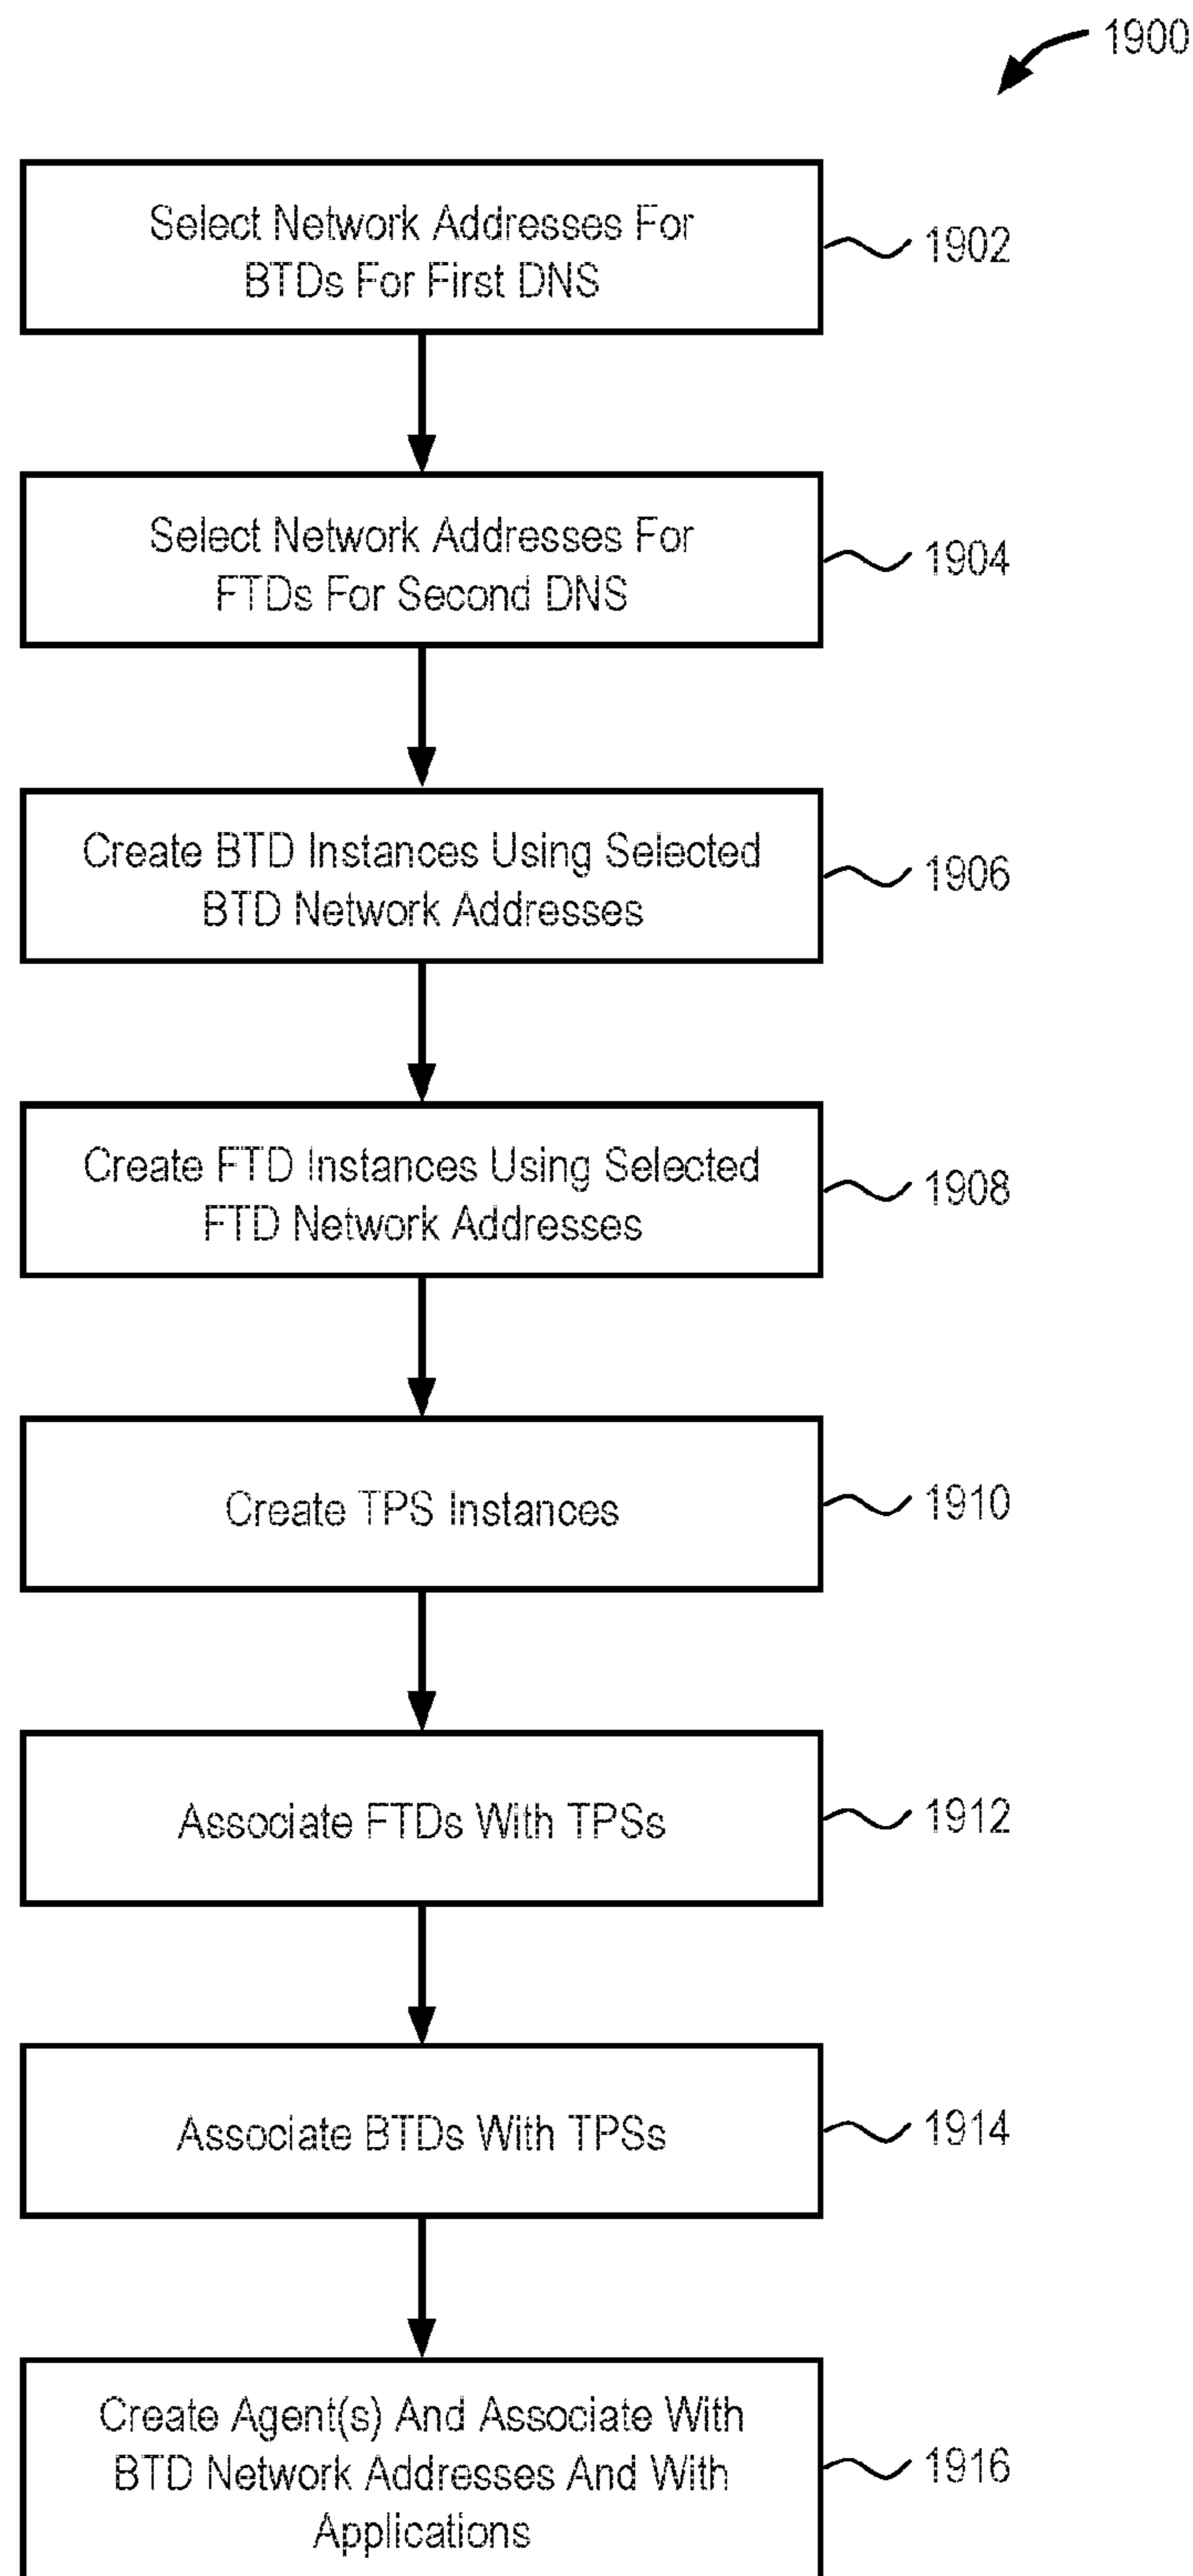 1900
Select Network Addresses For
BTDs For First DNS
1902
Select Network Addresses For
FTDs For Second DNS
1904
Create BTD Instances Using Selected
BTD Network Addresses
1906
Create FTD Instances Using Selected
FTD Network Addresses
1908
Create TPS Instances
1910
Associate FTDs With TPSs
1912
Associate BTDs With TPSs
1914
Create Agent(s) And Associate With
BTD Network Addresses And With
Applications
1916